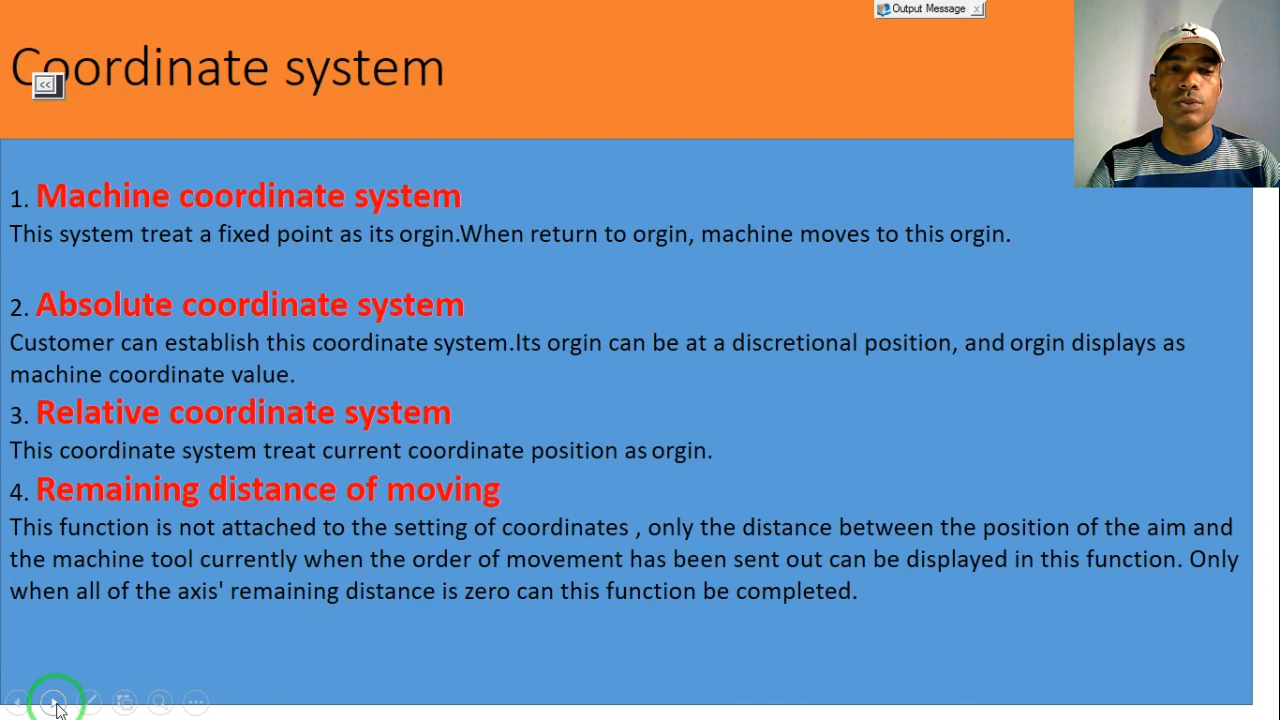 Output Message x
Coordinate system
<<
1. Machine coordinate system
This system treat a fixed point as its orgin.When return to orgin, machine moves to this orgin.
2. Absolute coordinate system
Customer can establish this coordinate system.Its orgin can be at a discretional position, and orgin displays as
machine coordinate value.
3. Relative coordinate system
This coordinate system treat current coordinate position as orgin.
4. Remaining distance of moving
This function is not attached to the setting of coordinates , only the distance between the position of the aim and
the machine tool currently when the order of movement has been sent out can be displayed in this function. Only
when all of the axis' remaining distance is zero can this function be completed.